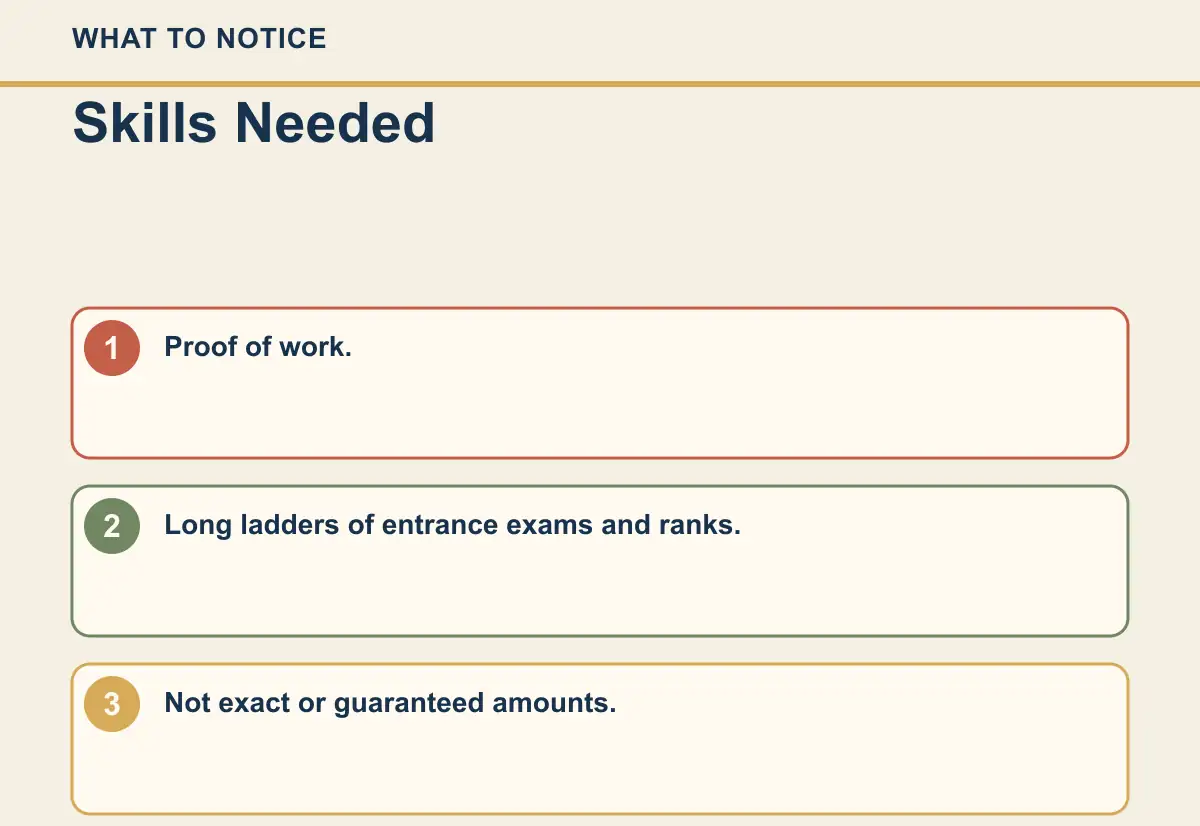 WHAT TO NOTICE
Skills Needed
1 Proof of work.
2 Long ladders of entrance exams and ranks.
3 Not exact or guaranteed amounts.